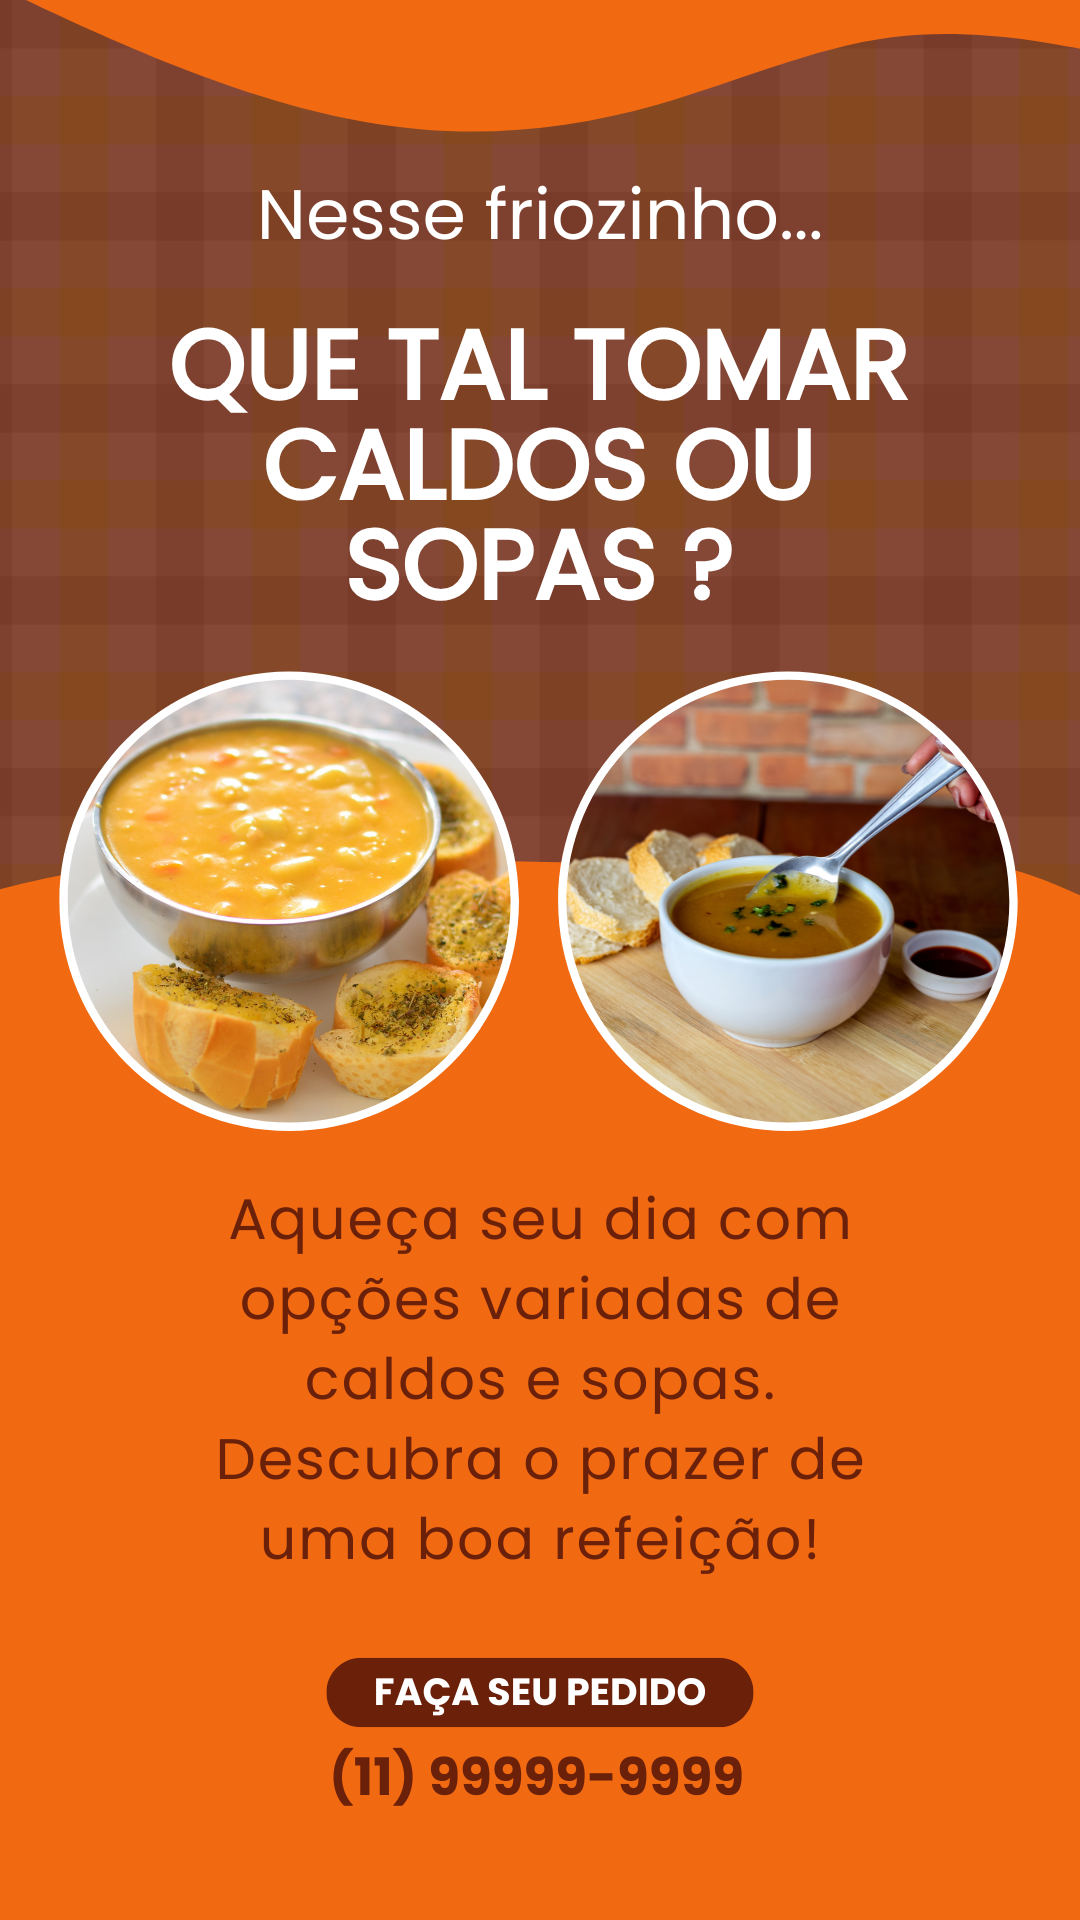 Nesse friozinho...
QUE TAL TOMAR
CALDOS OU
SOPAS ?
Aqueça seu dia com
opções variadas de
caldos e sopas.
Descubra o prazer de
uma boa refeição!
FAÇA SEU PEDIDO
(11) 99999-9999